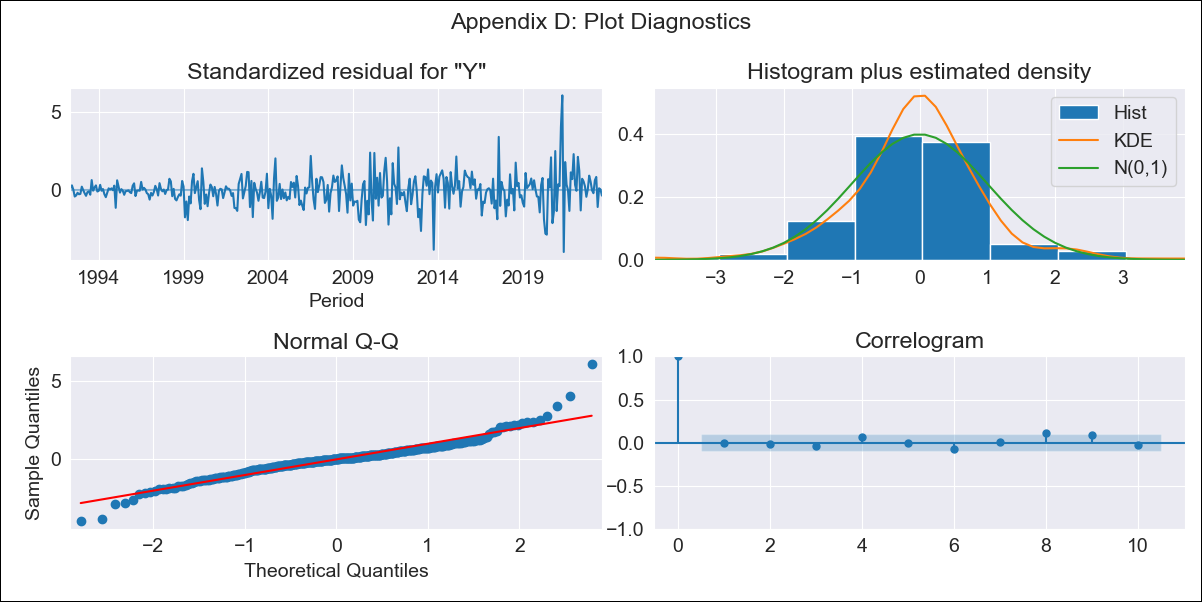 Appendix D: Plot Diagnostics
Standardized residual for "Y"
5
0
1994 1999 2004 2009 2014 2019
Period
Histogram plus estimated density
Hist
KDE
N(0,1)
0.4
0.2
0.0
−3 −2 −1 0 1 2 3
Normal Q-Q
Sample Quantiles
5
0
−2 −1 0 1 2
Theoretical Quantiles
Correlogram
1.0
0.5
0.0
−0.5
−1.0
0 2 4 6 8 10